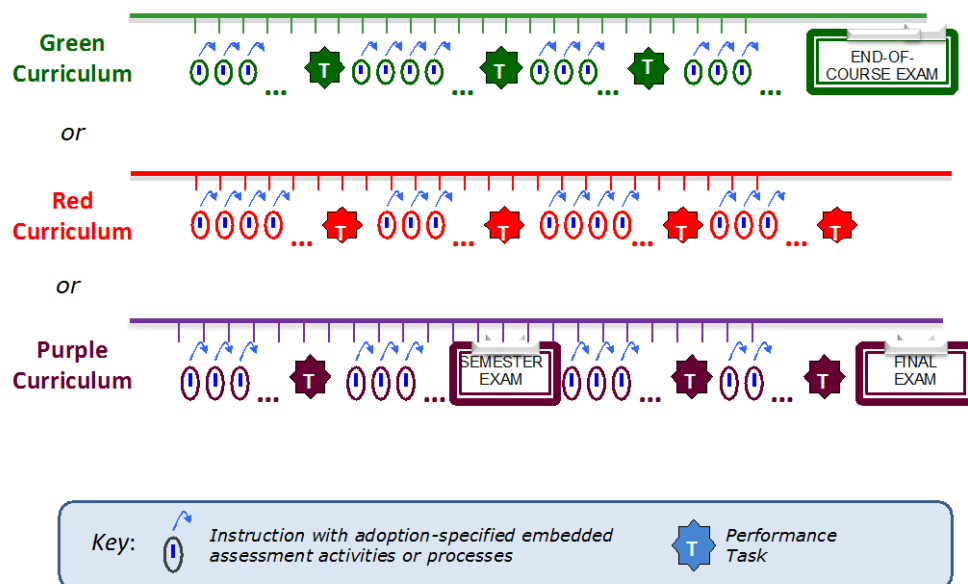 Green
Curriculum
T
T
T
...
...
...
...
END-OF-
COURSE EXAM
or
Red
Curriculum
...
T
...
T
...
T
...
T
or
Purple
Curriculum
...
T
...
SEMESTER
EXAM
...
T
...
T
FINAL
EXAM
Key:
Instruction with adoption-specified embedded
assessment activities or processes
T
Performance
Task